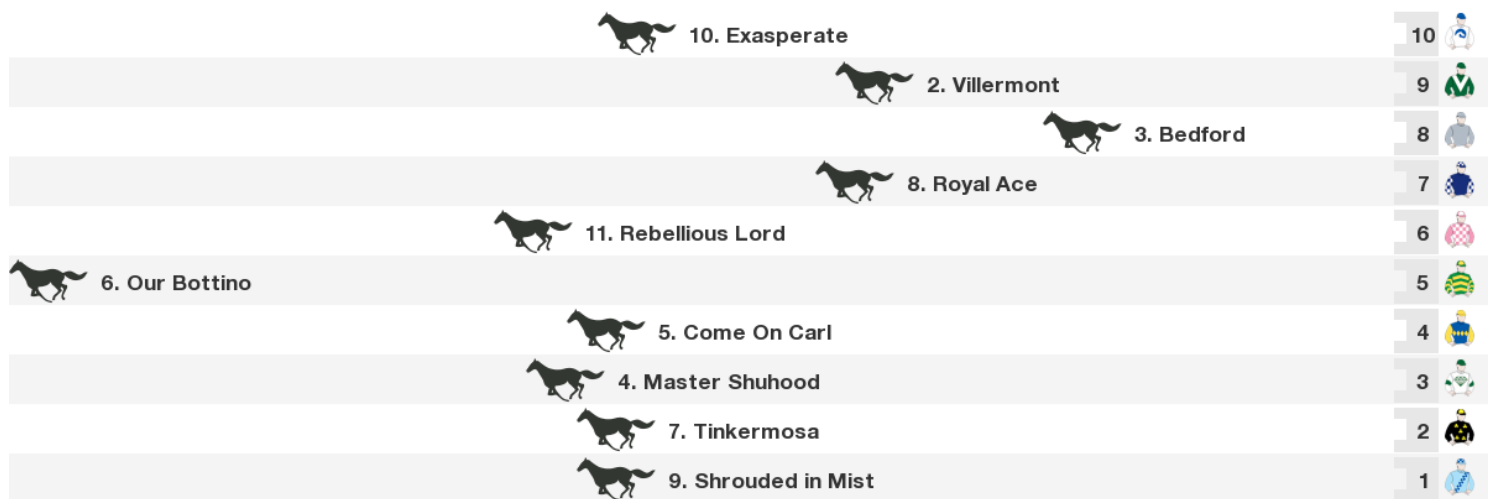 10. Exasperate 10
2. Villermont 9
3. Bedford 8
8. Royal Ace 7
11. Rebellious Lord 6
6. Our Bottino 5
5. Come On Carl 4
4. Master Shuhood 3
7. Tinkermosa 2
9. Shrouded in Mist 1